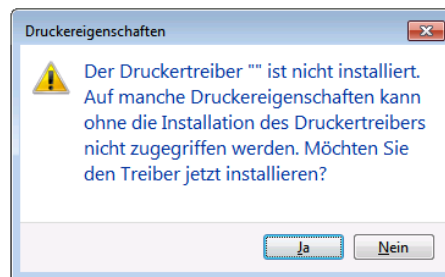 Druckereigenschaften
Der Druckertreiber "" ist nicht installiert.
Auf manche Druckereigenschaften kann
ohne die Installation des Druckertreibers
nicht zugegriffen werden. Möchten Sie
den Treiber jetzt installieren?
Ja Nein